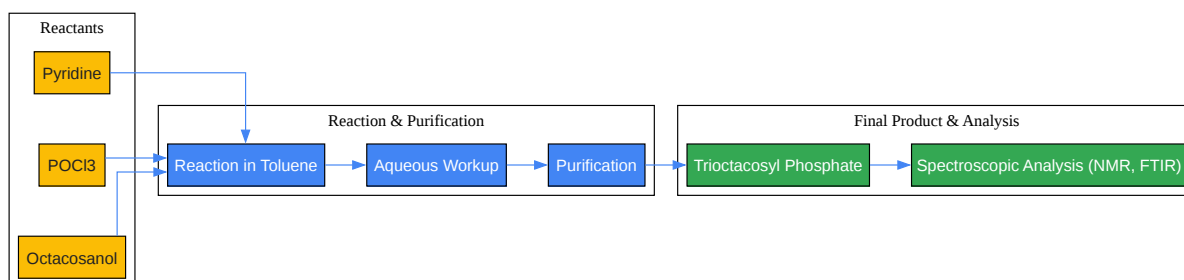 Reactants
Pyridine
POCl3
Octacosanol
Reaction & Purification
Reaction in Toluene
Aqueous Workup
Purification
Final Product & Analysis
Trioctacosyl Phosphate
Spectroscopic Analysis (NMR, FTIR)